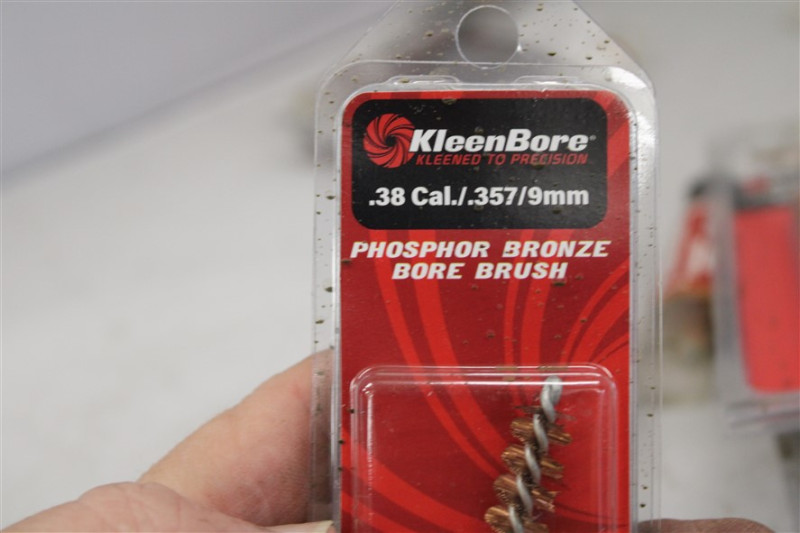 KleenBore®
KLEENED TO PRECISION
.38 Cal./.357/9mm
PHOSPHOR BRONZE
BORE BRUSH